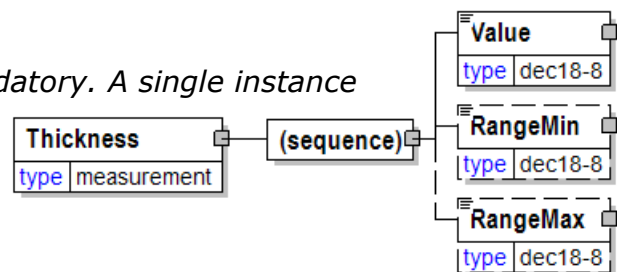 Value
type dec18-8
datory. A single instance
RangeMin
type dec18-8
Thickness
type measurement
(sequence)
RangeMax
type dec18-8